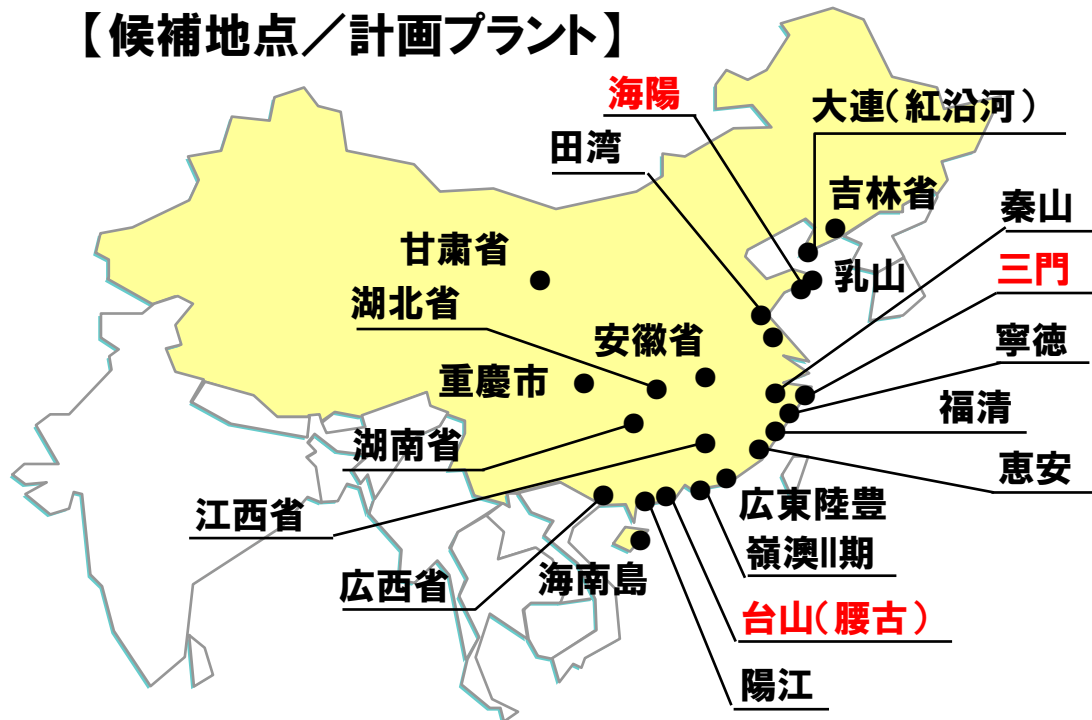 【候補地点／計画プラント】
海陽
大連（紅沿河）
田湾
吉林省
秦山
甘粛省
乳山
三門
湖北省
安徽省
寧徳
重慶市
福清
湖南省
恵安
江西省
広東陸豊
嶺澳II期
広西省
海南島
台山（腰古）
陽江